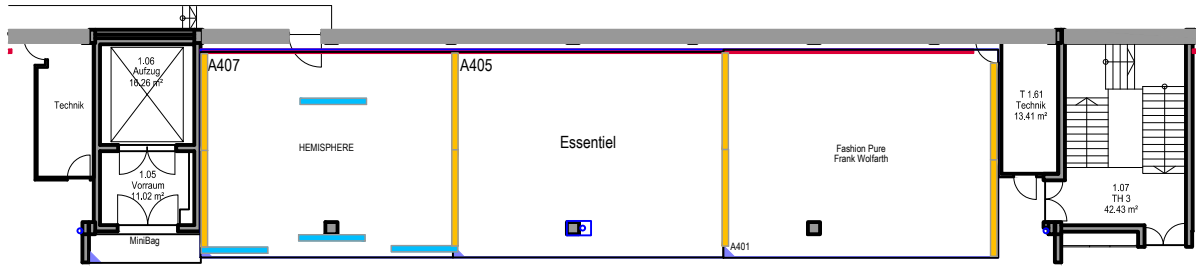 A407
A405
1.06
Aufzug
16.26 m²
T 1.61
Technik
13.41 m²
Technik
HEMISPHERE
Essentiel
Fashion Pure
Frank Wolfarth
1.05
Vorraum
11.02 m²
1.07
TH 3
42.43 m²
MiniBag
A401